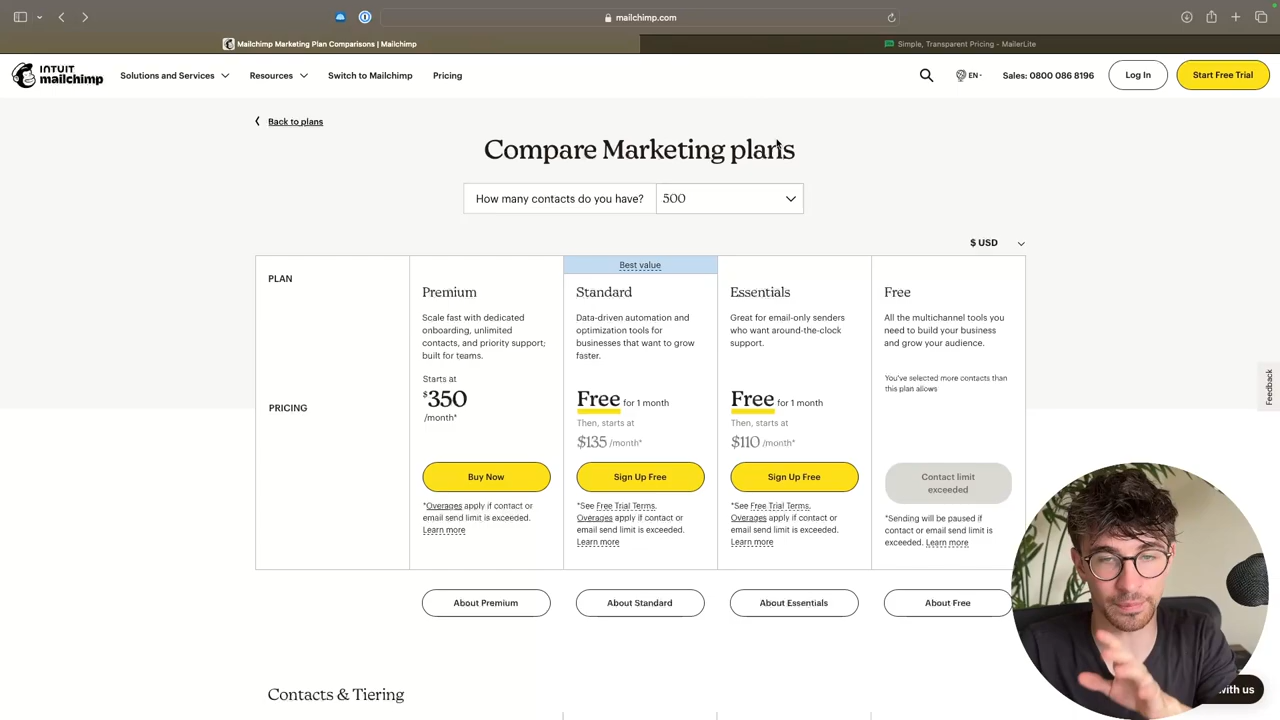 mailchimp.com
Mailchimp Marketing Plan Comparisons | Mailchimp
Simple, Transparent Pricing - MailerLite
INTUIT
mailchimp
Solutions and Services
Resources
Switch to Mailchimp
Pricing
EN
Sales: 0800 086 8196
Log In
Start Free Trial
Back to plans
Compare Marketing plans
How many contacts do you have?
500
$ USD
PLAN
Premium
Scale fast with dedicated
onboarding, unlimited
contacts, and priority support;
built for teams.
Starts at
$350
/month*
Buy Now
*Overages apply if contact or
email send limit is exceeded.
Learn more
About Premium
Best value
Standard
Data-driven automation and
optimization tools for
businesses that want to grow
faster.
Free for 1 month
Then, starts at
$135 /month*
Sign Up Free
*See Free Trial Terms.
Overages apply if contact or
email send limit is exceeded.
Learn more
About Standard
Essentials
Great for email-only senders
who want around-the-clock
support.
Free for 1 month
Then, starts at
$110 /month*
Sign Up Free
*See Free Trial Terms.
Overages apply if contact or
email send limit is exceeded.
Learn more
About Essentials
Free
All the multichannel tools you
need to build your business
and grow your audience.
You've selected more contacts than
this plan allows
Contact limit
exceeded
*Sending will be paused if
contact or email send limit is
exceeded. Learn more
About Free
PRICING
Feedback
with us
Contacts & Tiering